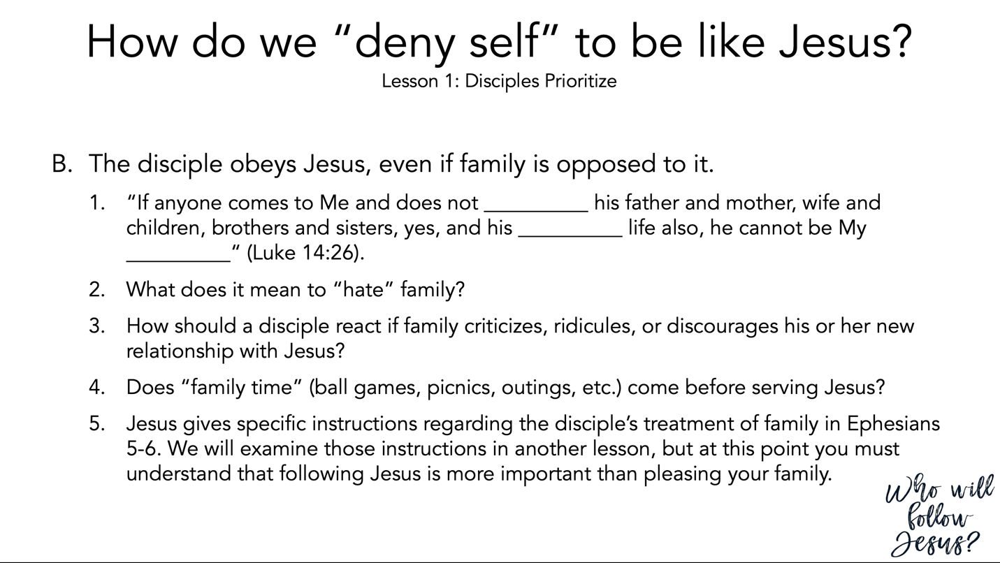 How do we “deny self” to be like Jesus?
Lesson 1: Disciples Prioritize
B. The disciple obeys Jesus, even if family is opposed to it.
1. “If anyone comes to Me and does not __________ his father and mother, wife and
children, brothers and sisters, yes, and his __________ life also, he cannot be My
__________” (Luke 14:26).
2. What does it mean to “hate” family?
3. How should a disciple react if family criticizes, ridicules, or discourages his or her new
relationship with Jesus?
4. Does “family time” (ball games, picnics, outings, etc.) come before serving Jesus?
5. Jesus gives specific instructions regarding the disciple’s treatment of family in Ephesians
5-6. We will examine those instructions in another lesson, but at this point you must
understand that following Jesus is more important than pleasing your family.
Who will
follow
Jesus?